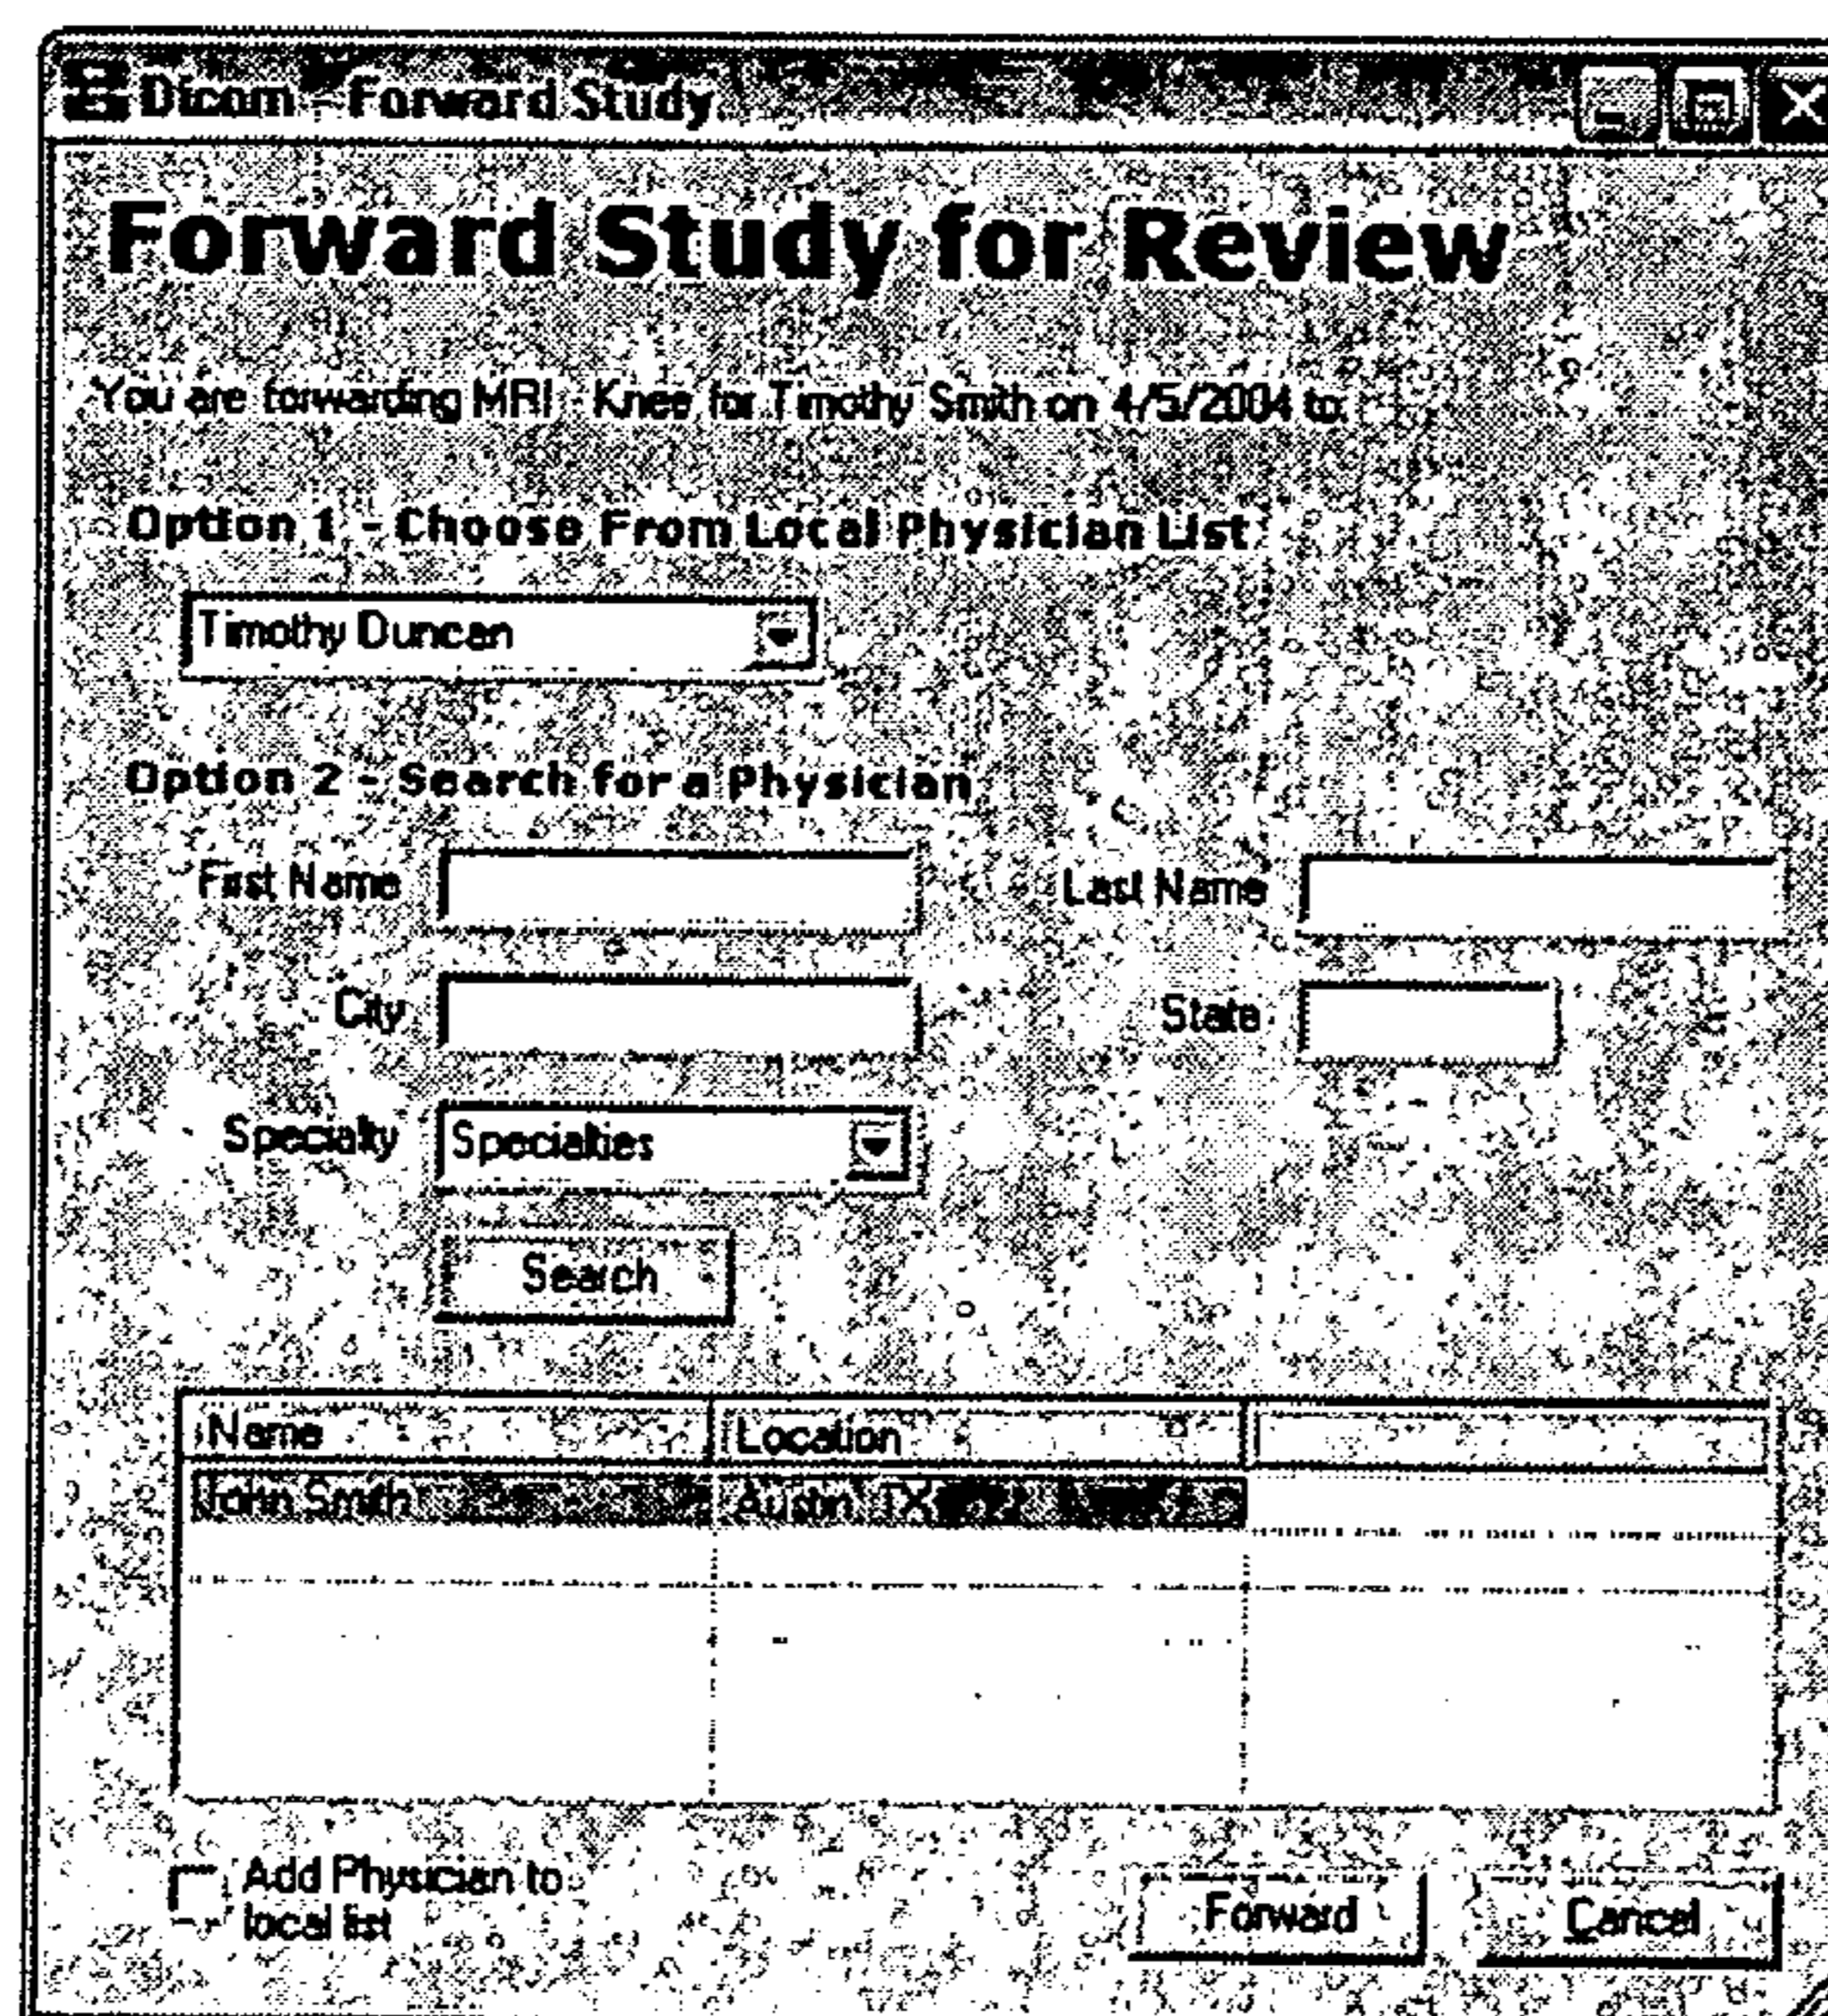 Dicom - Forward Study
Forward Study for Review
You are forwarding MRI - Knee for Timothy Smith on 4/5/2004 to:
Option 1 - Choose From Local Physician List
Timothy Duncan
Option 2 - Search for a Physician
First Name Last Name
City State
Specialty Specialties
Search
Name Location
John Smith Austin, TX
Add Physician to
local list
Forward Cancel